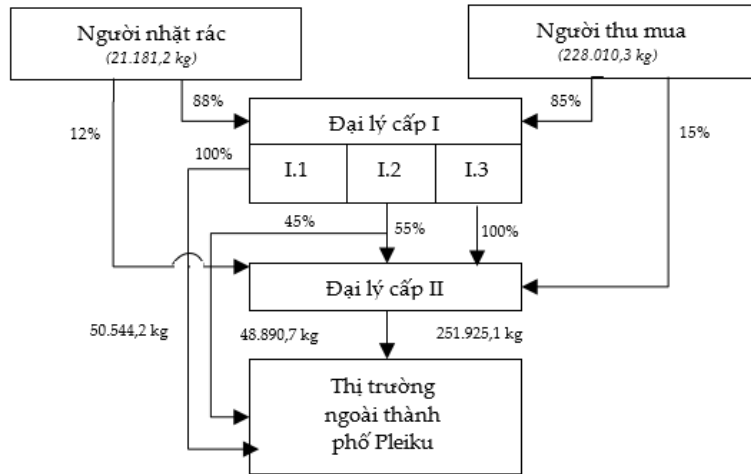 Người nhặt rác
(21.181,2 kg)
Người thu mua
(228.010,3 kg)
88%
85%
12%
Đại lý cấp I
15%
100%
I.1
I.2
I.3
45%
55%
100%
Đại lý cấp II
50.544,2 kg
48.890,7 kg
251.925,1 kg
Thị trường
ngoài thành
phố Pleiku